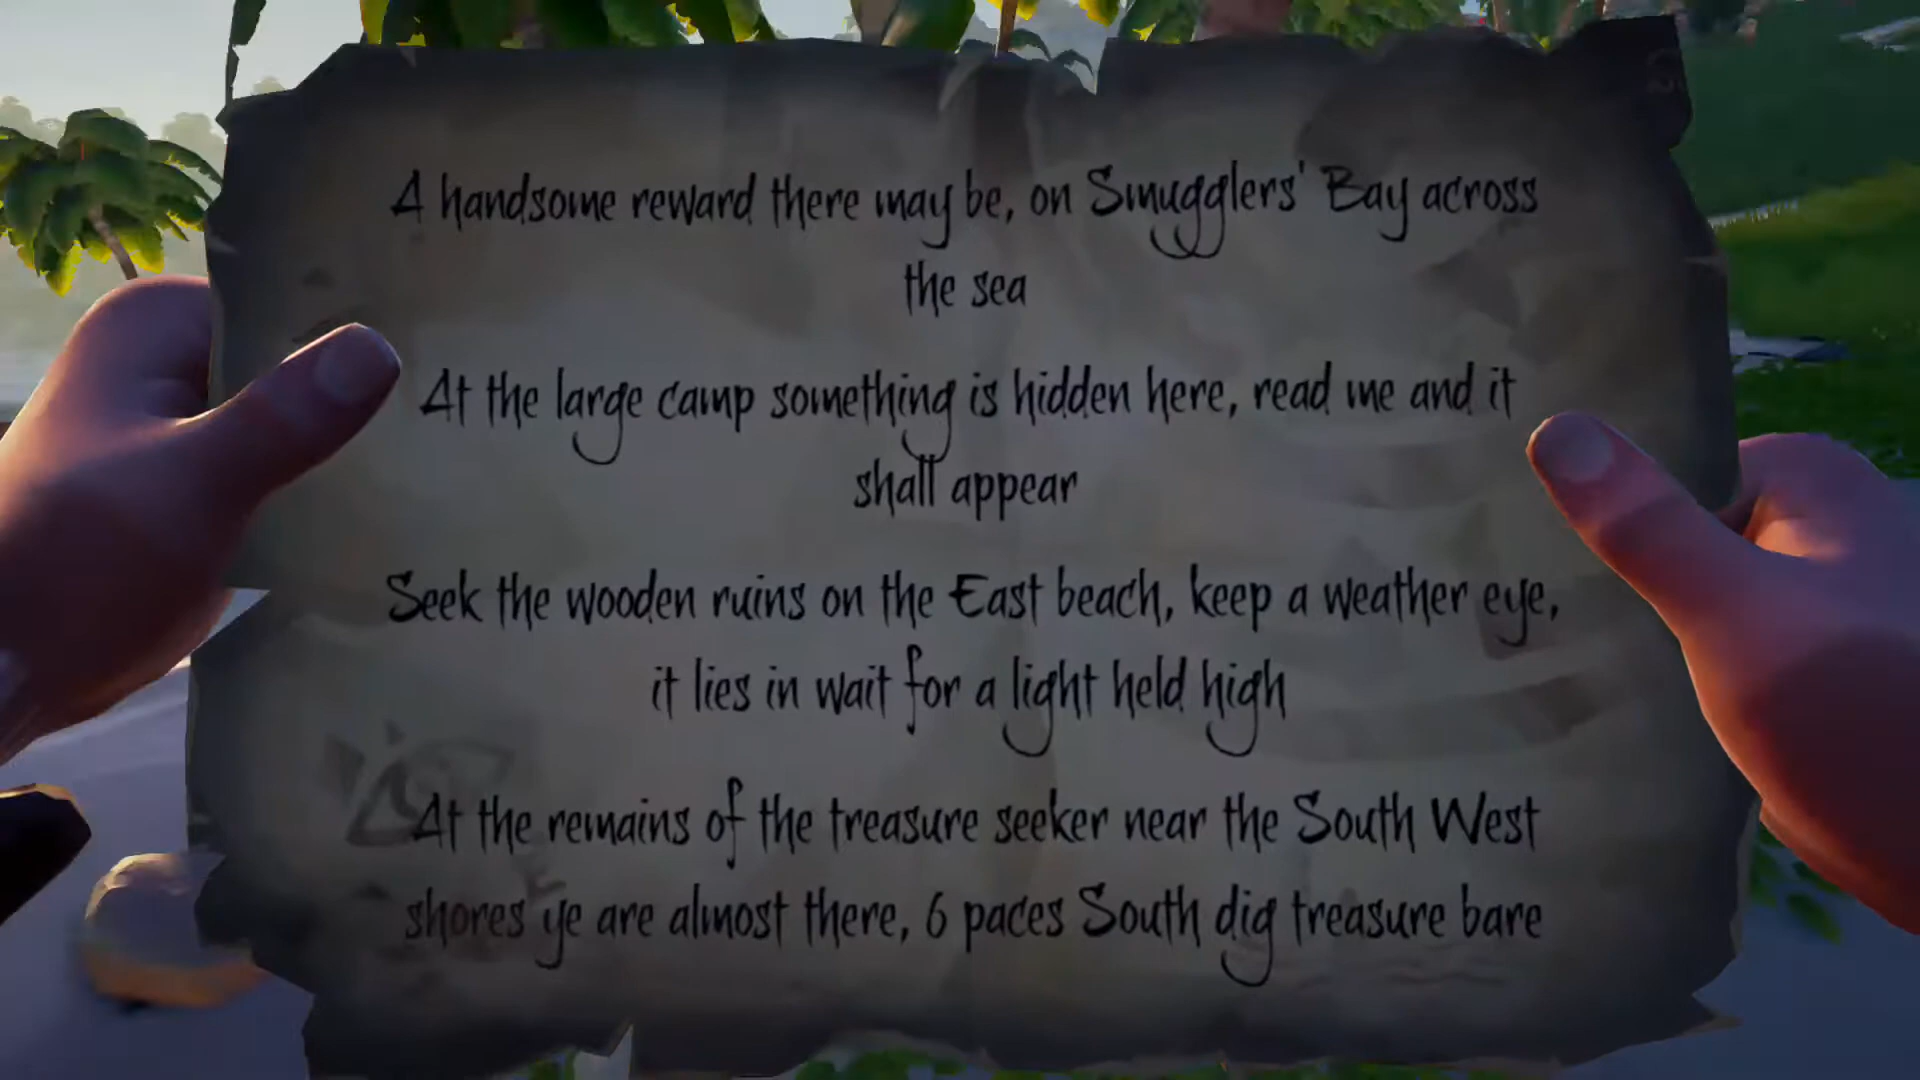 A handsome reward there may be, on Smugglers' Bay across
the sea
At the large camp something is hidden here, read me and it
shall appear
Seek the wooden ruins on the East beach, keep a weather eye,
it lies in wait for a light held high
At the remains of the treasure seeker near the South West
shores ye are almost there, 6 paces South dig treasure bare